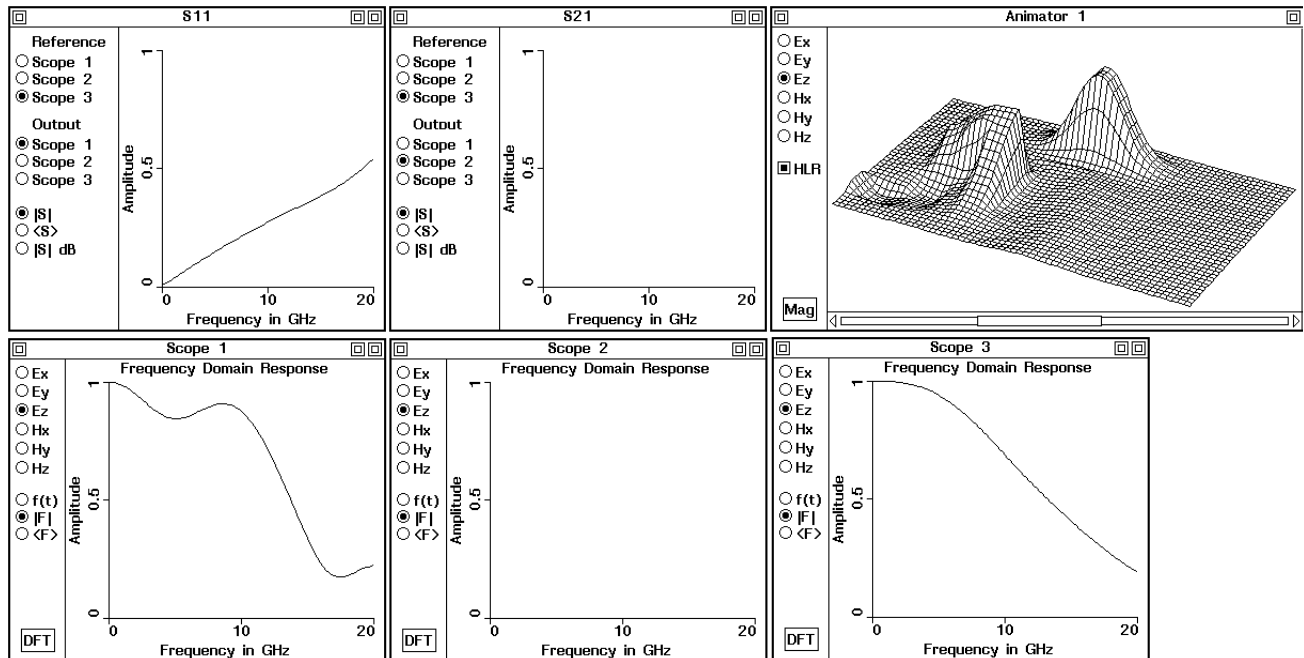 S11
Reference
Scope 1
Scope 2
Scope 3
Output
Scope 1
Scope 2
Scope 3
|S|
<S>
|S| dB
Amplitude
1
0.5
0
0
10
20
Frequency in GHz
S21
Reference
Scope 1
Scope 2
Scope 3
Output
Scope 1
Scope 2
Scope 3
|S|
<S>
|S| dB
Amplitude
1
0.5
0
0
10
20
Frequency in GHz
Animator 1
Ex
Ey
Ez
Hx
Hy
Hz
HLR
Mag
Scope 1
Frequency Domain Response
Ex
Ey
Ez
Hx
Hy
Hz
f(t)
|F|
<F>
DFT
Amplitude
1
0.5
0
0
10
20
Frequency in GHz
Scope 2
Frequency Domain Response
Ex
Ey
Ez
Hx
Hy
Hz
f(t)
|F|
<F>
DFT
Amplitude
1
0.5
0
0
10
20
Frequency in GHz
Scope 3
Frequency Domain Response
Ex
Ey
Ez
Hx
Hy
Hz
f(t)
|F|
<F>
DFT
Amplitude
1
0.5
0
0
10
20
Frequency in GHz